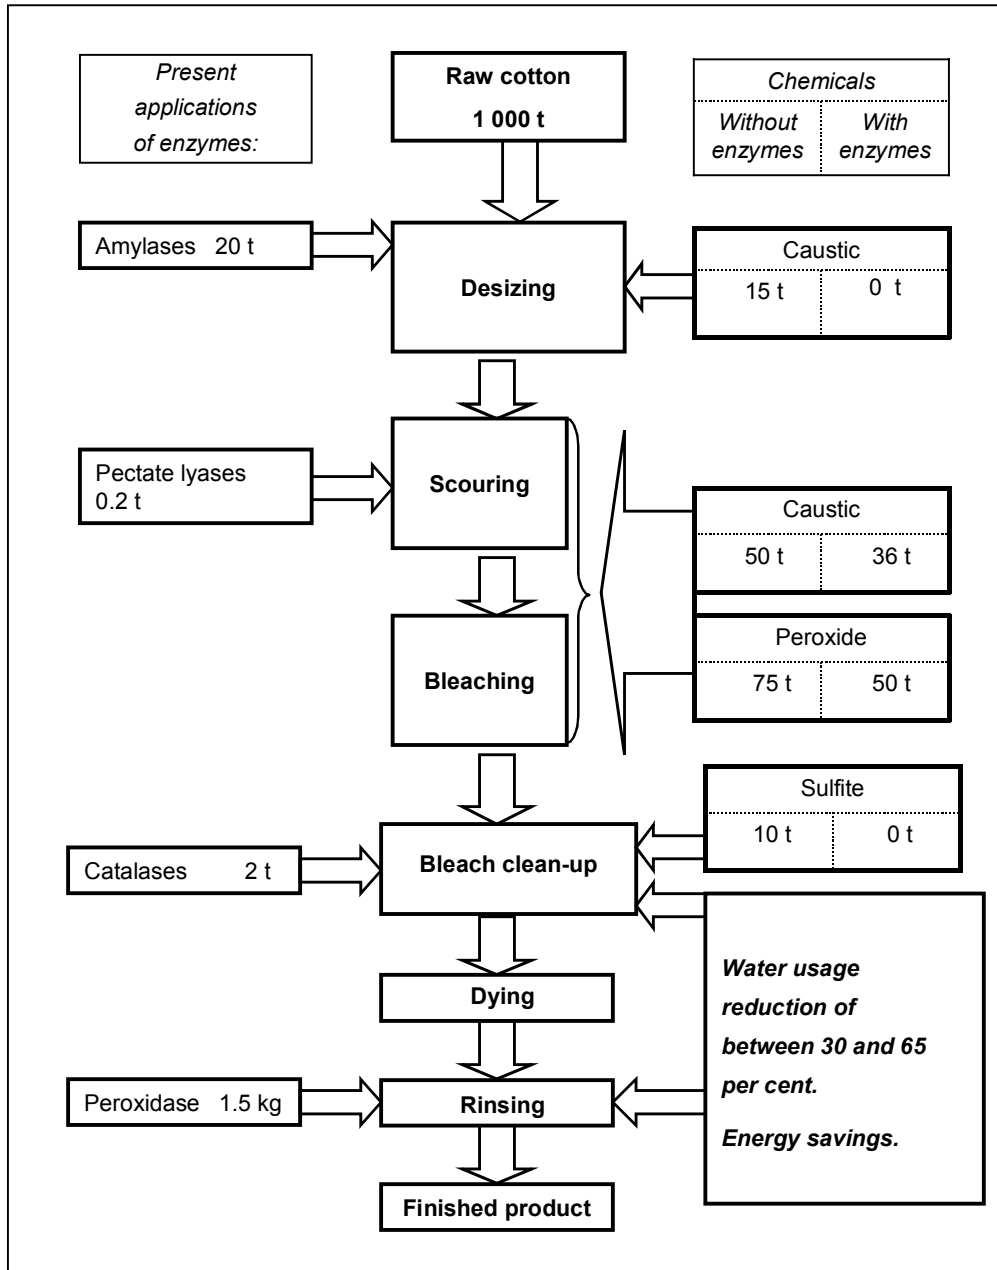 Present
applications
of enzymes:
Raw cotton
1 000 t
Chemicals
Without
enzymes
With
enzymes
Amylases 20 t
Desizing
Caustic
15 t
0 t
Pectate lyases
0.2 t
Scouring
Caustic
50 t
36 t
Bleaching
Peroxide
75 t
50 t
Sulfite
10 t
0 t
Catalases 2 t
Bleach clean-up
Water usage
reduction of
between 30 and 65
per cent.
Energy savings.
Dying
Peroxidase 1.5 kg
Rinsing
Finished product